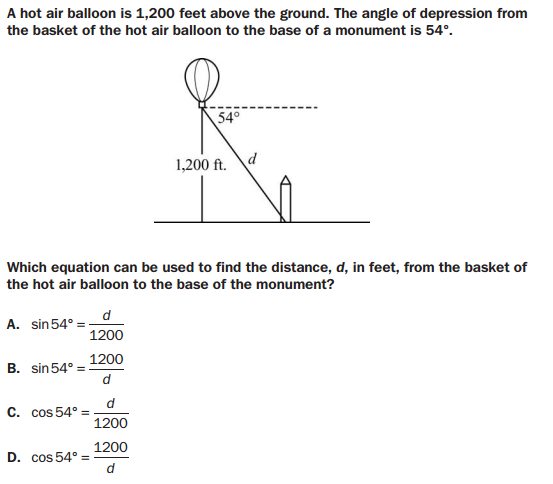 A hot air balloon is 1,200 feet above the ground. The angle of depression from
the basket of the hot air balloon to the base of a monument is 54°.
54°
1,200 ft.
d
Which equation can be used to find the distance, d, in feet, from the basket of
the hot air balloon to the base of the monument?
A. sin 54° = d/1200
B. sin 54° = 1200/d
C. cos 54° = d/1200
D. cos 54° = 1200/d